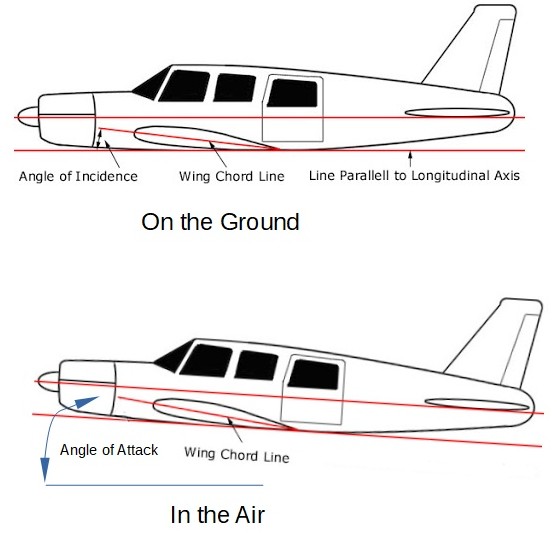 Angle of Incidence
Wing Chord Line
Line Parallell to Longitudinal Axis
On the Ground
Angle of Attack
Wing Chord Line
In the Air